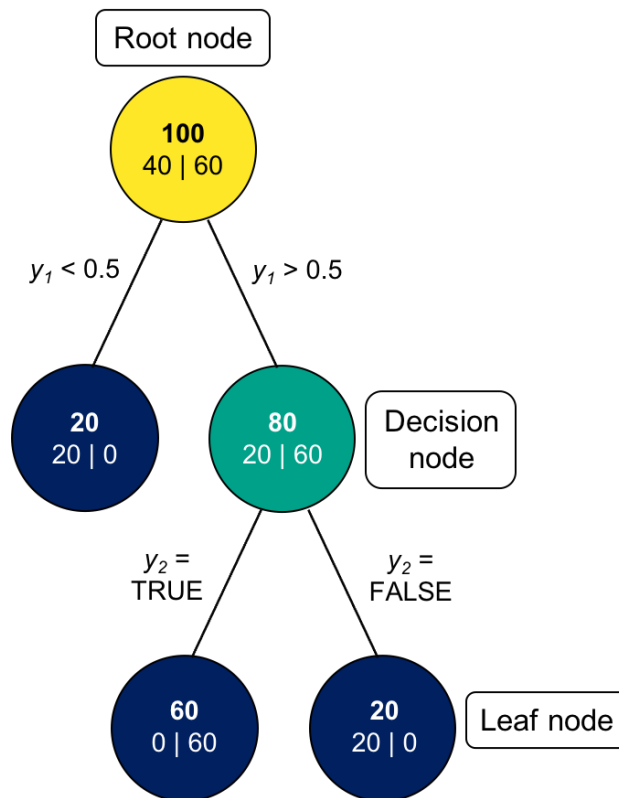 Root node
100
40 | 60
y₁ < 0.5
y₁ > 0.5
20
20 | 0
80
20 | 60
Decision
node
y₂ =
TRUE
y₂ =
FALSE
60
0 | 60
20
20 | 0
Leaf node